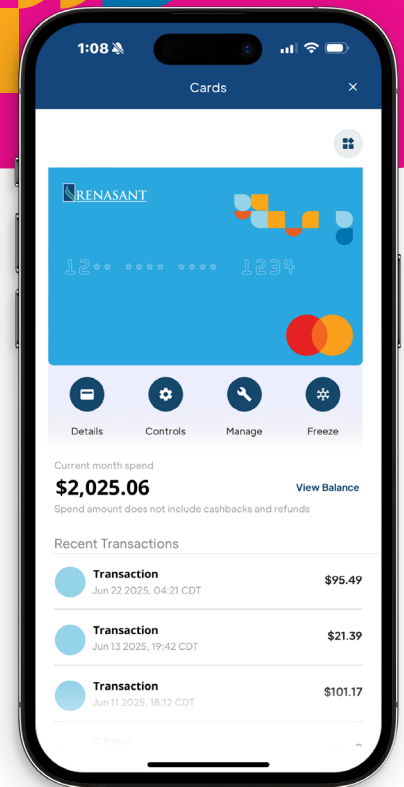 1:08
Cards
RENASANT
12** **** **** 1234
Details Controls Manage Freeze
Current month spend
$2,025.06 View Balance
Spend amount does not include cashbacks and refunds
Recent Transactions
Transaction
$95.49
Jun 22 2025, 04:21 CDT
Transaction
$21.39
Jun 13 2025, 19:42 CDT
Transaction
$101.17
Jun 11 2025, 18:12 CDT
C Spire